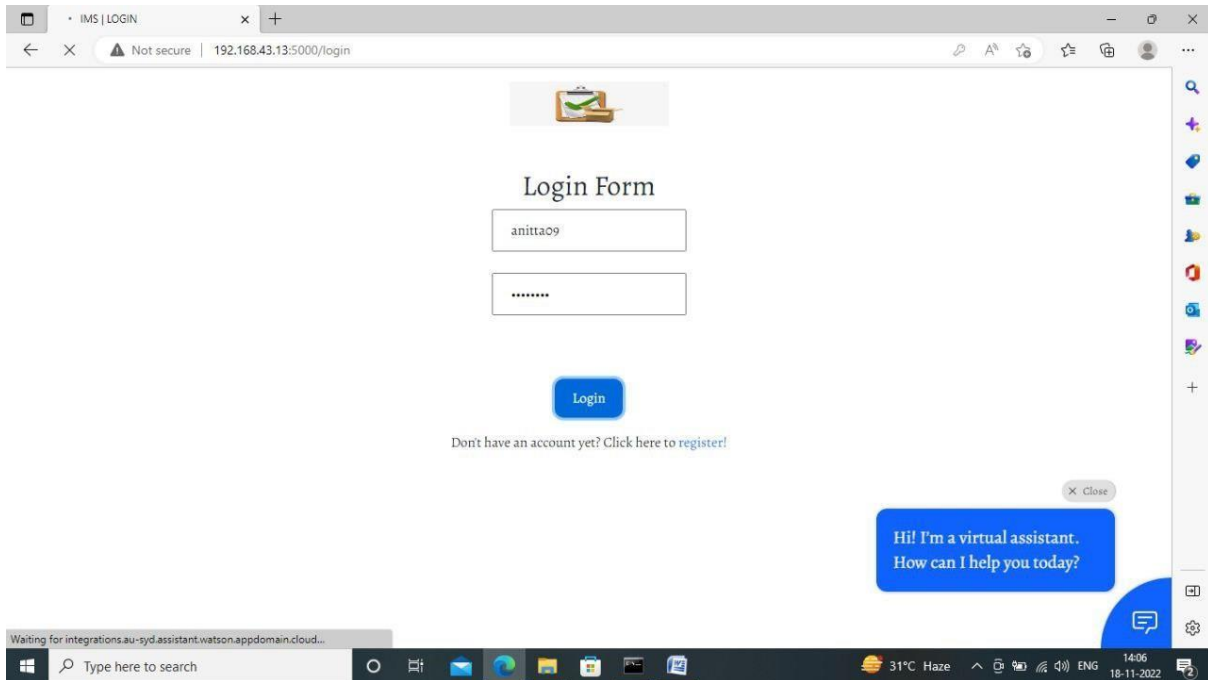 IMS | LOGIN
Not secure | 192.168.43.13:5000/login
Login Form
anitta09
••••••••
Login
Don't have an account yet? Click here to register!
Close
Hi! I'm a virtual assistant.
How can I help you today?
Waiting for integrations.au-syd.assistant.watson.appdomain.cloud...
Type here to search
31°C Haze
ENG
14:06
18-11-2022
2